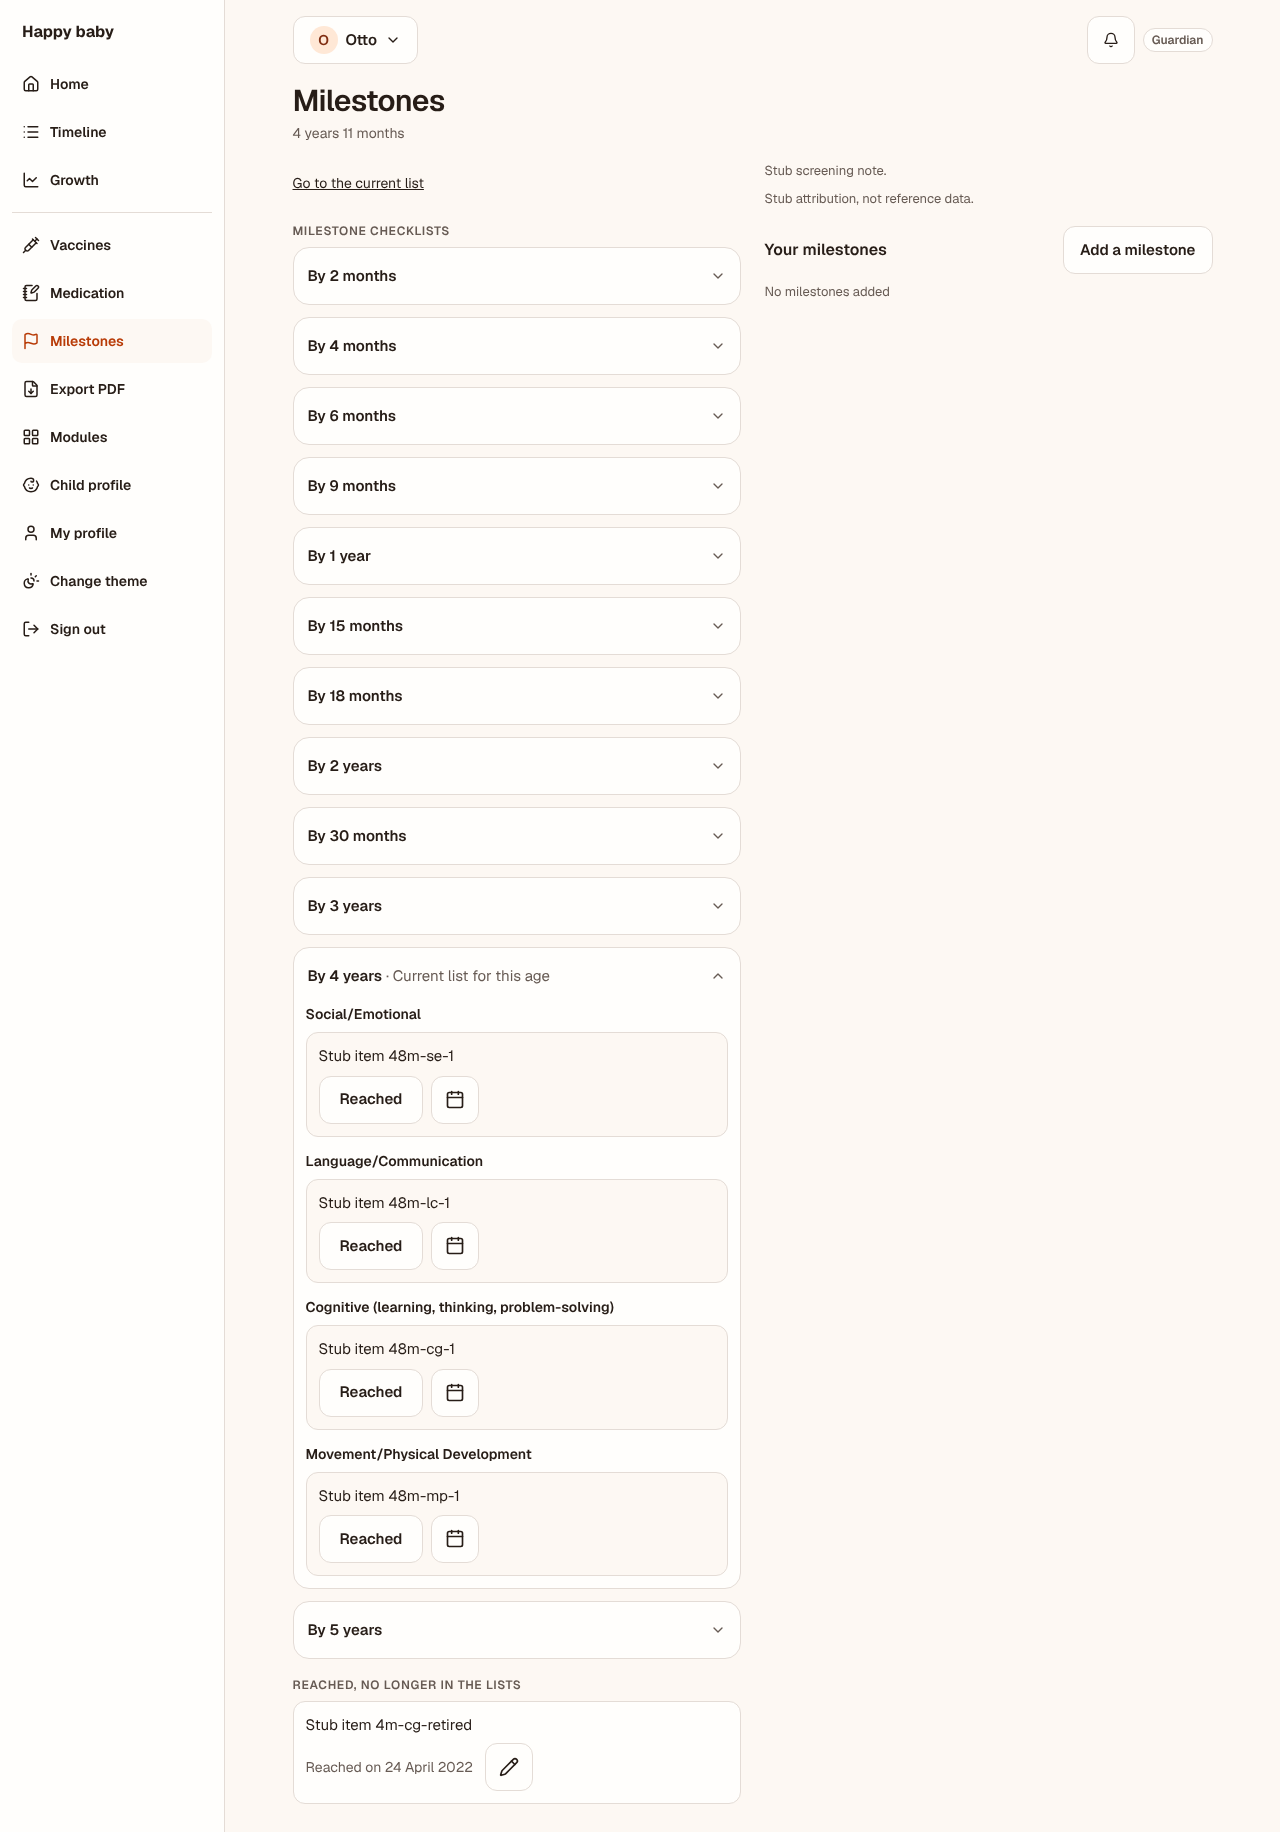 Happy baby
Home
Timeline
Growth
Vaccines
Medication
Milestones
Export PDF
Modules
Child profile
My profile
Change theme
Sign out
O Otto
Guardian
Milestones
4 years 11 months
Go to the current list
MILESTONE CHECKLISTS
By 2 months
By 4 months
By 6 months
By 9 months
By 1 year
By 15 months
By 18 months
By 2 years
By 30 months
By 3 years
By 4 years · Current list for this age
Social/Emotional
Stub item 48m-se-1
Reached
Language/Communication
Stub item 48m-lc-1
Reached
Cognitive (learning, thinking, problem-solving)
Stub item 48m-cg-1
Reached
Movement/Physical Development
Stub item 48m-mp-1
Reached
By 5 years
REACHED, NO LONGER IN THE LISTS
Stub item 4m-cg-retired
Reached on 24 April 2022
Stub screening note.
Stub attribution, not reference data.
Your milestones
Add a milestone
No milestones added